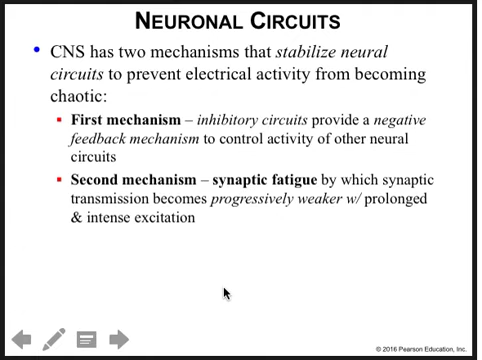 NEURONAL CIRCUITS
• CNS has two mechanisms that stabilize neural
circuits to prevent electrical activity from becoming
chaotic:
▪ First mechanism – inhibitory circuits provide a negative
feedback mechanism to control activity of other neural
circuits
▪ Second mechanism – synaptic fatigue by which synaptic
transmission becomes progressively weaker w/ prolonged
& intense excitation
© 2016 Pearson Education, Inc.